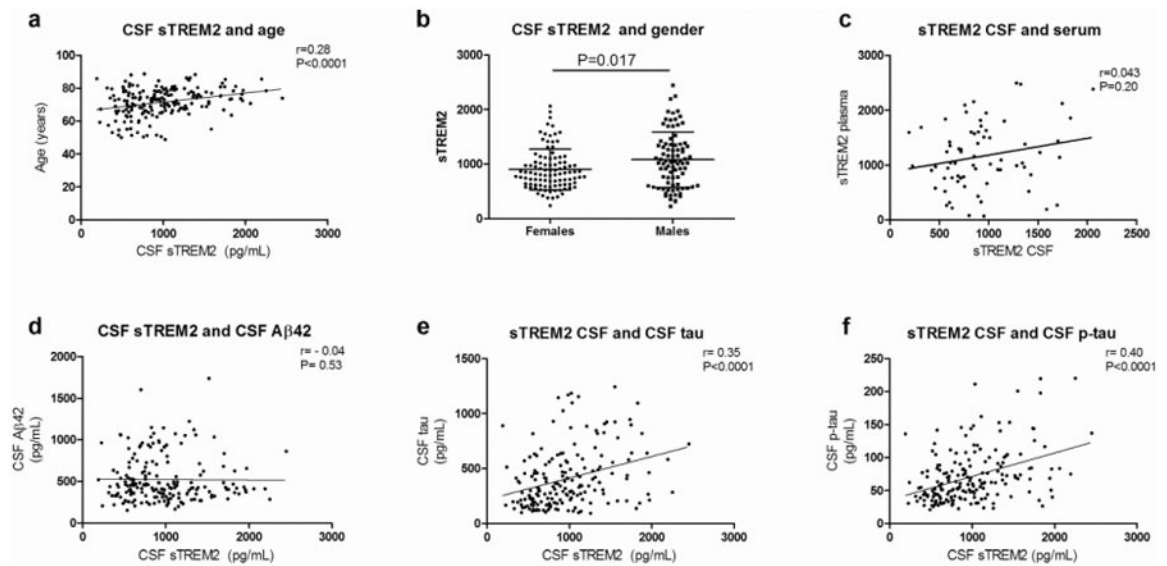 a
CSF sTREM2 and age
r=0.28
P<0.0001
100
80
60
40
20
0
Age (years)
0
1000
2000
3000
CSF sTREM2 (pg/mL)
b
CSF sTREM2 and gender
P=0.017
3000
2000
1000
0
sTREM2
Females
Males
c
sTREM2 CSF and serum
r=0.043
P=0.20
3000
2000
1000
0
sTREM2 plasma
0
500
1000
1500
2000
2500
sTREM2 CSF
d
CSF sTREM2 and CSF Aβ42
r= - 0.04
P= 0.53
2000
1500
1000
500
0
CSF Aβ42
(pg/mL)
0
1000
2000
3000
CSF sTREM2 (pg/mL)
e
sTREM2 CSF and CSF tau
r= 0.35
P<0.0001
1500
1000
500
0
CSF tau
(pg/mL)
0
1000
2000
3000
CSF sTREM2 (pg/mL)
f
sTREM2 CSF and CSF p-tau
r= 0.40
P<0.0001
250
200
150
100
50
0
CSF p-tau
(pg/mL)
0
1000
2000
3000
CSF sTREM2 (pg/mL)